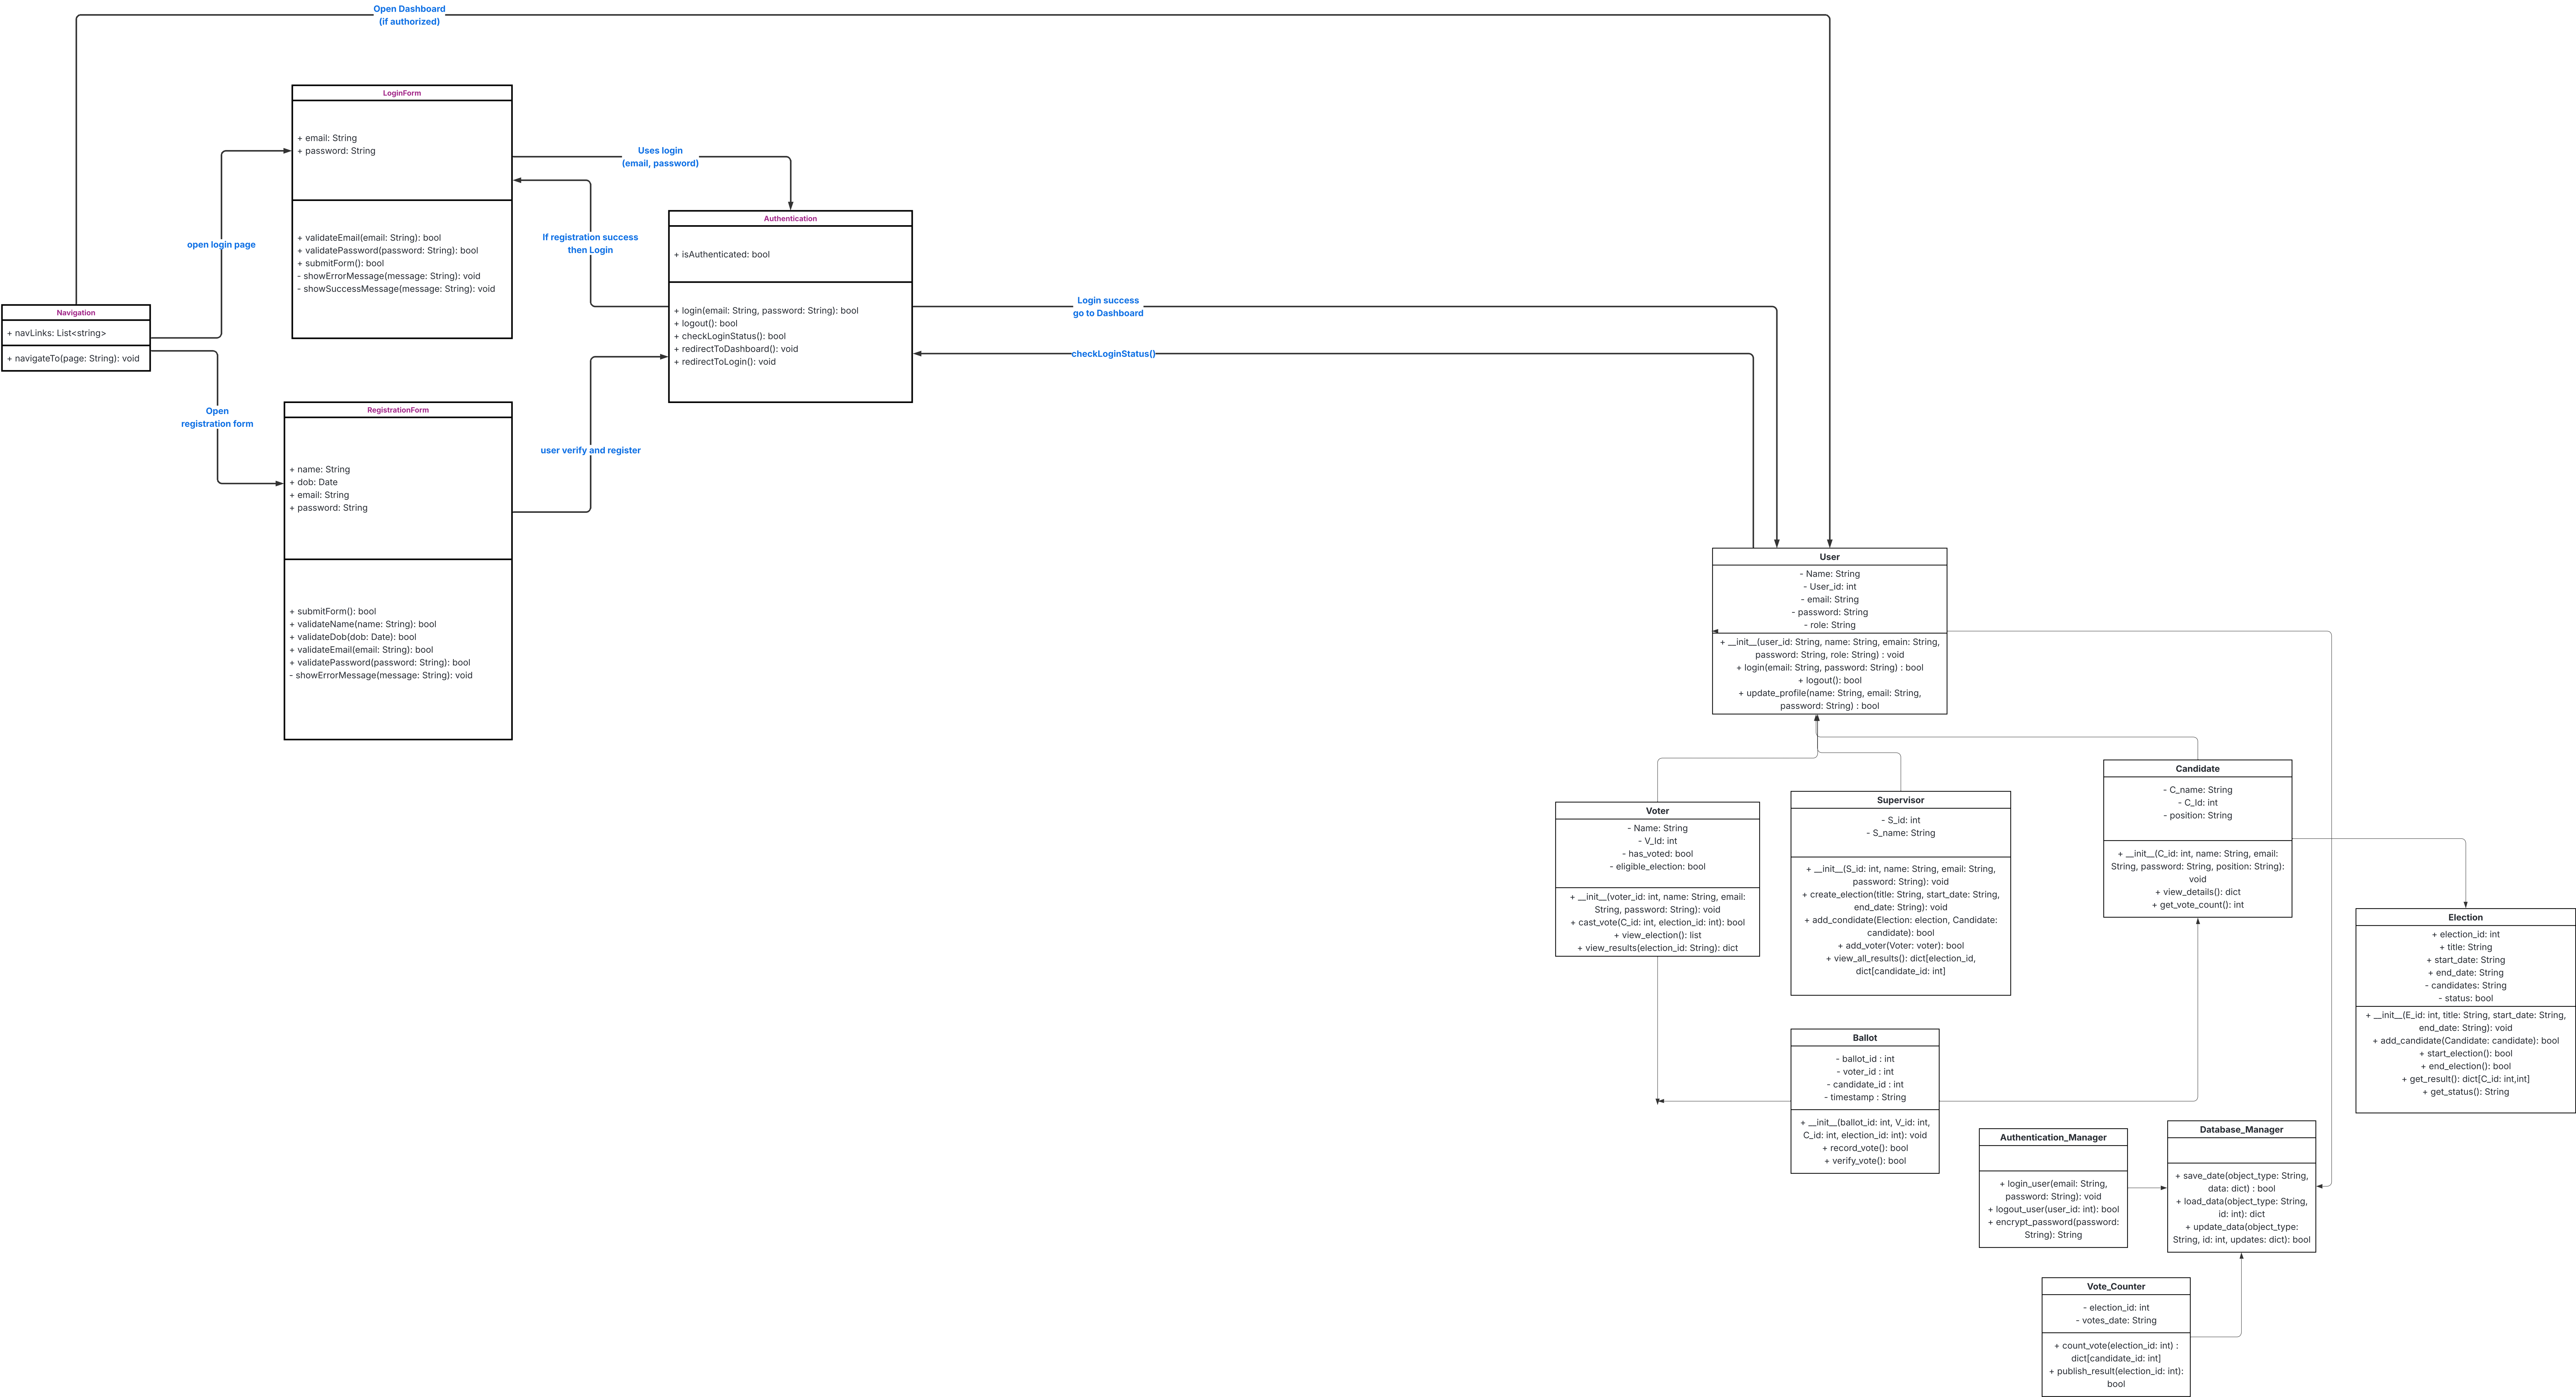 Open Dashboard
(if authorized)
LoginForm
+ email: String
+ password: String
+ validateEmail(email: String): bool
+ validatePassword(password: String): bool
+ submitForm(): bool
- showErrorMessage(message: String): void
- showSuccessMessage(message: String): void
Uses login
(email, password)
open login page
If registration success
then Login
Authentication
+ isAuthenticated: bool
+ login(email: String, password: String): bool
+ logout(): bool
+ checkLoginStatus(): bool
+ redirectToDashboard(): void
+ redirectToLogin(): void
Login success
go to Dashboard
checkLoginStatus()
Navigation
+ navLinks: List<string>
+ navigateTo(page: String): void
Open
registration form
RegistrationForm
+ name: String
+ dob: Date
+ email: String
+ password: String
+ submitForm(): bool
+ validateName(name: String): bool
+ validateDob(dob: Date): bool
+ validateEmail(email: String): bool
+ validatePassword(password: String): bool
- showErrorMessage(message: String): void
user verify and register
User
- Name: String
- User_id: int
- email: String
- password: String
- role: String
+ __init__(user_id: String, name: String, emain: String,
password: String, role: String) : void
+ login(email: String, password: String) : bool
+ logout(): bool
+ update_profile(name: String, email: String,
password: String) : bool
Voter
- Name: String
- V_Id: int
- has_voted: bool
- eligible_election: bool
+ __init__(voter_id: int, name: String, email:
String, password: String): void
+ cast_vote(C_id: int, election_id: int): bool
+ view_election(): list
+ view_results(election_id: String): dict
Supervisor
- S_id: int
- S_name: String
+ __init__(S_id: int, name: String, email: String,
password: String): void
+ create_election(title: String, start_date: String,
end_date: String): void
+ add_condidate(Election: election, Candidate:
candidate): bool
+ add_voter(Voter: voter): bool
+ view_all_results(): dict[election_id,
dict[candidate_id: int]
Candidate
- C_name: String
- C_Id: int
- position: String
+ __init__(C_id: int, name: String, email:
String, password: String, position: String):
void
+ view_details(): dict
+ get_vote_count(): int
Election
+ election_id: int
+ title: String
+ start_date: String
+ end_date: String
- candidates: String
- status: bool
+ __init__(E_id: int, title: String, start_date: String,
end_date: String): void
+ add_candidate(Candidate: candidate): bool
+ start_election(): bool
+ end_election(): bool
+ get_result(): dict[C_id: int,int]
+ get_status(): String
Ballot
- ballot_id : int
- voter_id : int
- candidate_id : int
- timestamp : String
+ __init__(ballot_id: int, V_id: int,
C_id: int, election_id: int): void
+ record_vote(): bool
+ verify_vote(): bool
Authentication_Manager
+ login_user(email: String,
password: String): void
+ logout_user(user_id: int): bool
+ encrypt_password(password:
String): String
Database_Manager
+ save_date(object_type: String,
data: dict) : bool
+ load_data(object_type: String,
id: int): dict
+ update_data(object_type:
String, id: int, updates: dict): bool
Vote_Counter
- election_id: int
- votes_date: String
+ count_vote(election_id: int) :
dict[candidate_id: int]
+ publish_result(election_id: int):
bool